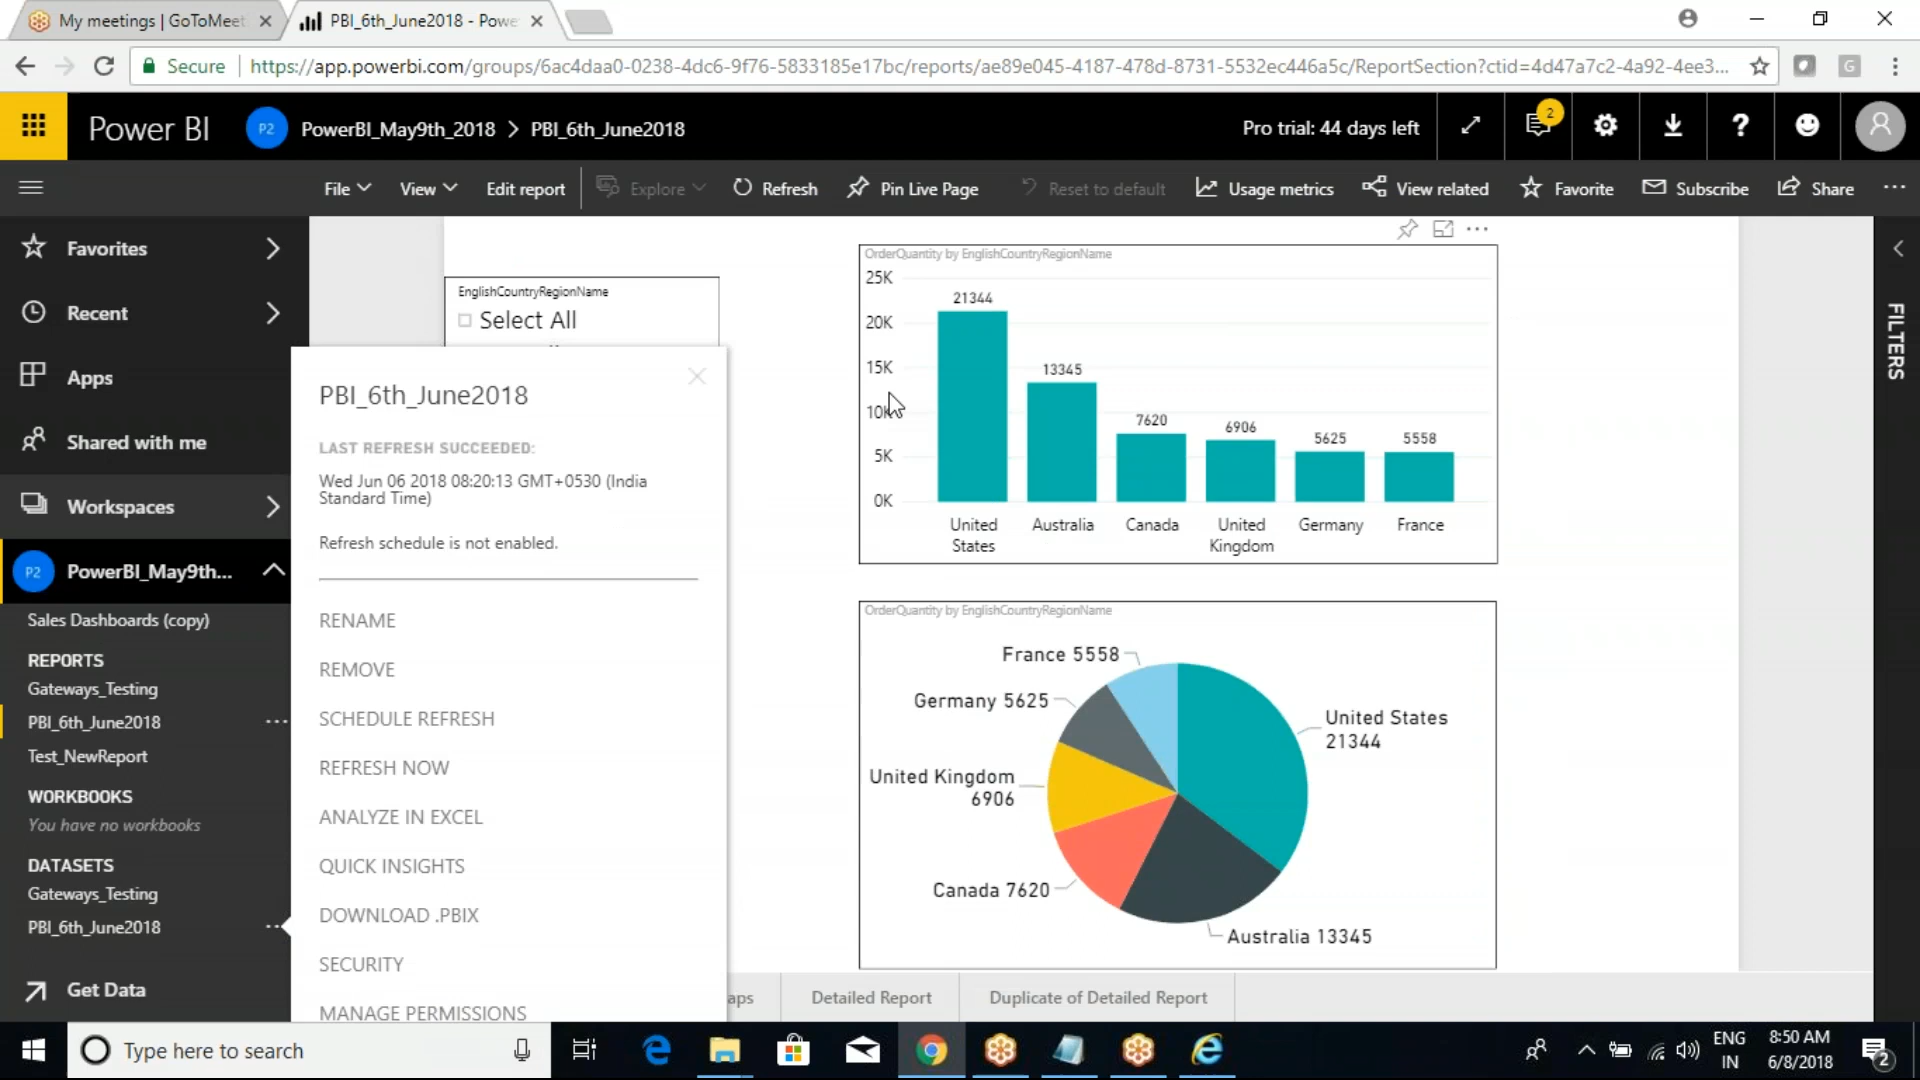 My meetings | GoToMeet
PBI_6th_June2018 - Powe
Secure
https://app.powerbi.com/groups/6ac4daa0-0238-4dc6-9f76-5833185e17bc/reports/ae89e045-4187-478d-8731-5532ec446a5c/ReportSection?ctid=4d47a7c2-4a92-4ee3...
G
Power BI
P2
PowerBI_May9th_2018 > PBI_6th_June2018
Pro trial: 44 days left
2
?
File
View
Edit report
Explore
Refresh
Pin Live Page
Reset to default
Usage metrics
View related
Favorite
Subscribe
Share
Favorites
Recent
Apps
Shared with me
Workspaces
P2
PowerBI_May9th...
Sales Dashboards (copy)
REPORTS
Gateways_Testing
PBI_6th_June2018
Test_NewReport
WORKBOOKS
You have no workbooks
DATASETS
Gateways_Testing
PBI_6th_June2018
Get Data
EnglishCountryRegionName
Select All
PBI_6th_June2018
LAST REFRESH SUCCEEDED:
Wed Jun 06 2018 08:20:13 GMT+0530 (India
Standard Time)
Refresh schedule is not enabled.
RENAME
REMOVE
SCHEDULE REFRESH
REFRESH NOW
ANALYZE IN EXCEL
QUICK INSIGHTS
DOWNLOAD .PBIX
SECURITY
MANAGE PERMISSIONS
OrderQuantity by EnglishCountryRegionName
25K
20K
15K
10K
5K
0K
21344
13345
7620
6906
5625
5558
United
States
Australia
Canada
United
Kingdom
Germany
France
OrderQuantity by EnglishCountryRegionName
France 5558
Germany 5625
United Kingdom
6906
Canada 7620
United States
21344
Australia 13345
FILTERS
aps
Detailed Report
Duplicate of Detailed Report
Type here to search
ENG
IN
8:50 AM
6/8/2018
2